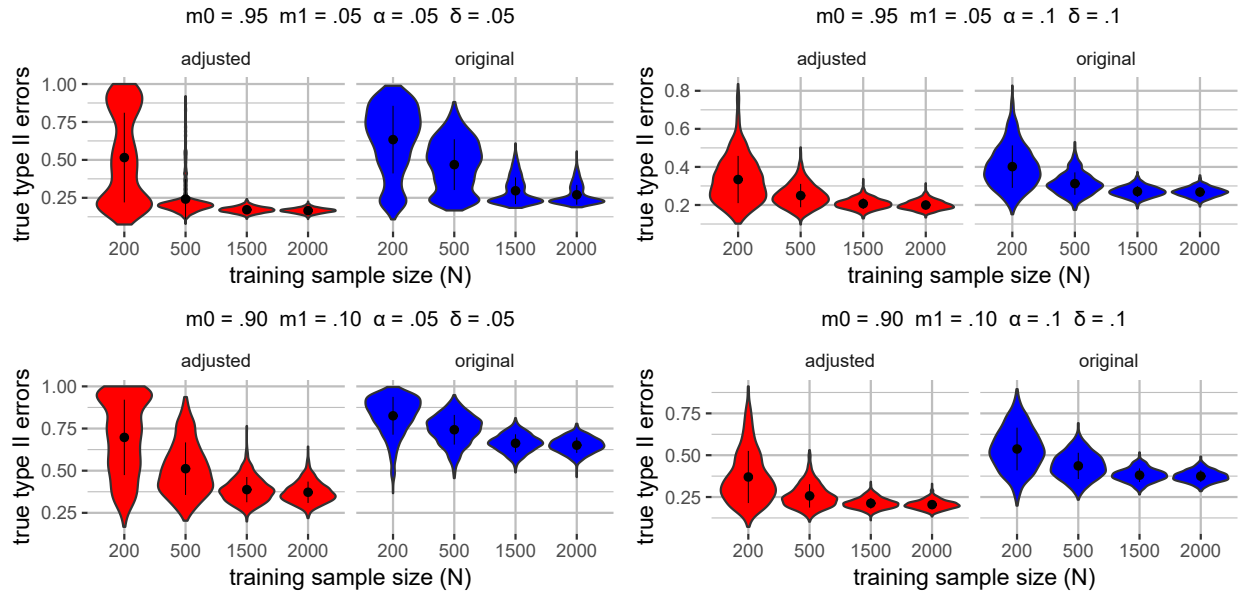 m0 = .95 m1 = .05 α = .05 δ = .05
adjusted original
true type II errors
1.00
0.75
0.50
0.25
200 500 1500 2000 200 500 1500 2000
training sample size (N)
m0 = .95 m1 = .05 α = .1 δ = .1
adjusted original
true type II errors
0.8
0.6
0.4
0.2
200 500 1500 2000 200 500 1500 2000
training sample size (N)
m0 = .90 m1 = .10 α = .05 δ = .05
adjusted original
true type II errors
1.00
0.75
0.50
0.25
200 500 1500 2000 200 500 1500 2000
training sample size (N)
m0 = .90 m1 = .10 α = .1 δ = .1
adjusted original
true type II errors
0.75
0.50
0.25
200 500 1500 2000 200 500 1500 2000
training sample size (N)